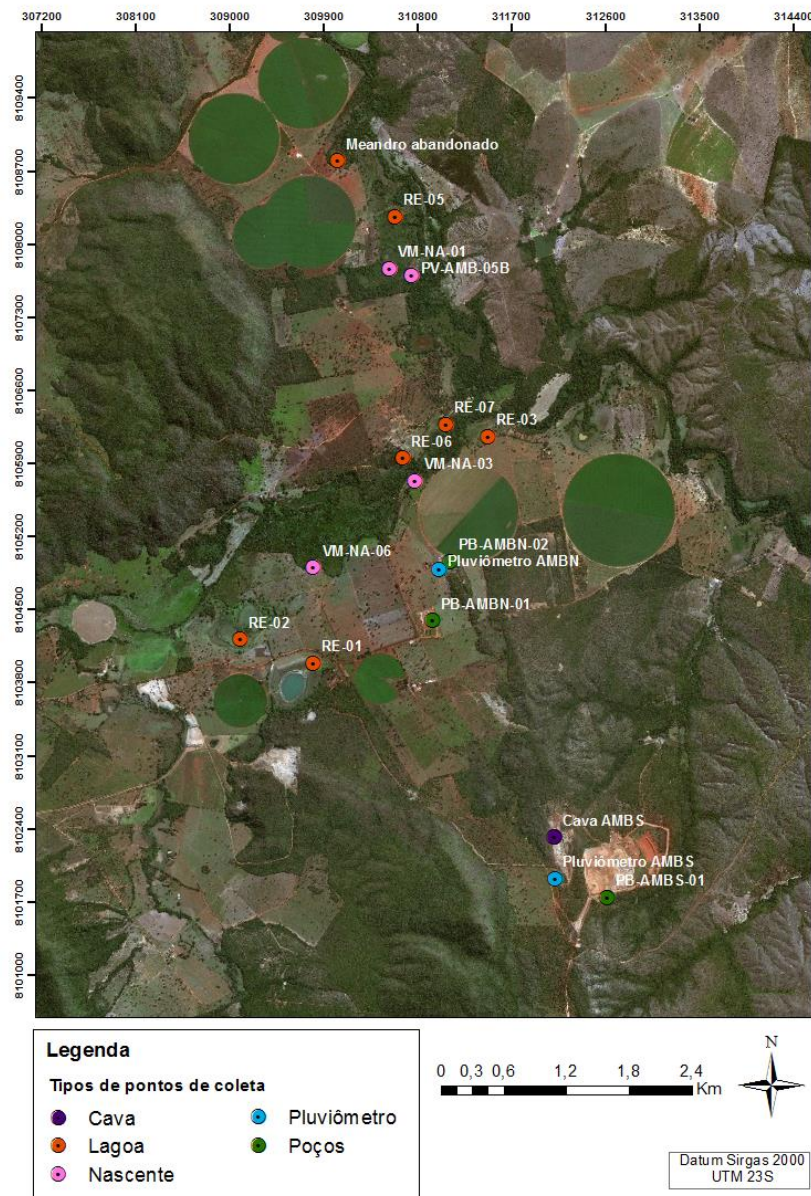 307200 308100 309000 309900 310800 311700 312600 313500 314400
8109400
8108700
8108000
8107300
8106600
8105900
8105200
8104500
8103800
8103100
8102400
8101700
8101000
Meandro abandonado
RE-05
VM-NA-01
PV-AMB-05B
RE-07
RE-03
RE-06
VM-NA-03
PB-AMBN-02
VM-NA-06
Pluviômetro AMBN
PB-AMBN-01
RE-02
RE-01
Cava AMBS
Pluviômetro AMBS
PB-AMBS-01
Legenda
Tipos de pontos de coleta
Cava
Lagoa
Nascente
Pluviômetro
Poços
0 0,3 0,6 1,2 1,8 2,4
Km
N
Datum Sirgas 2000
UTM 23S